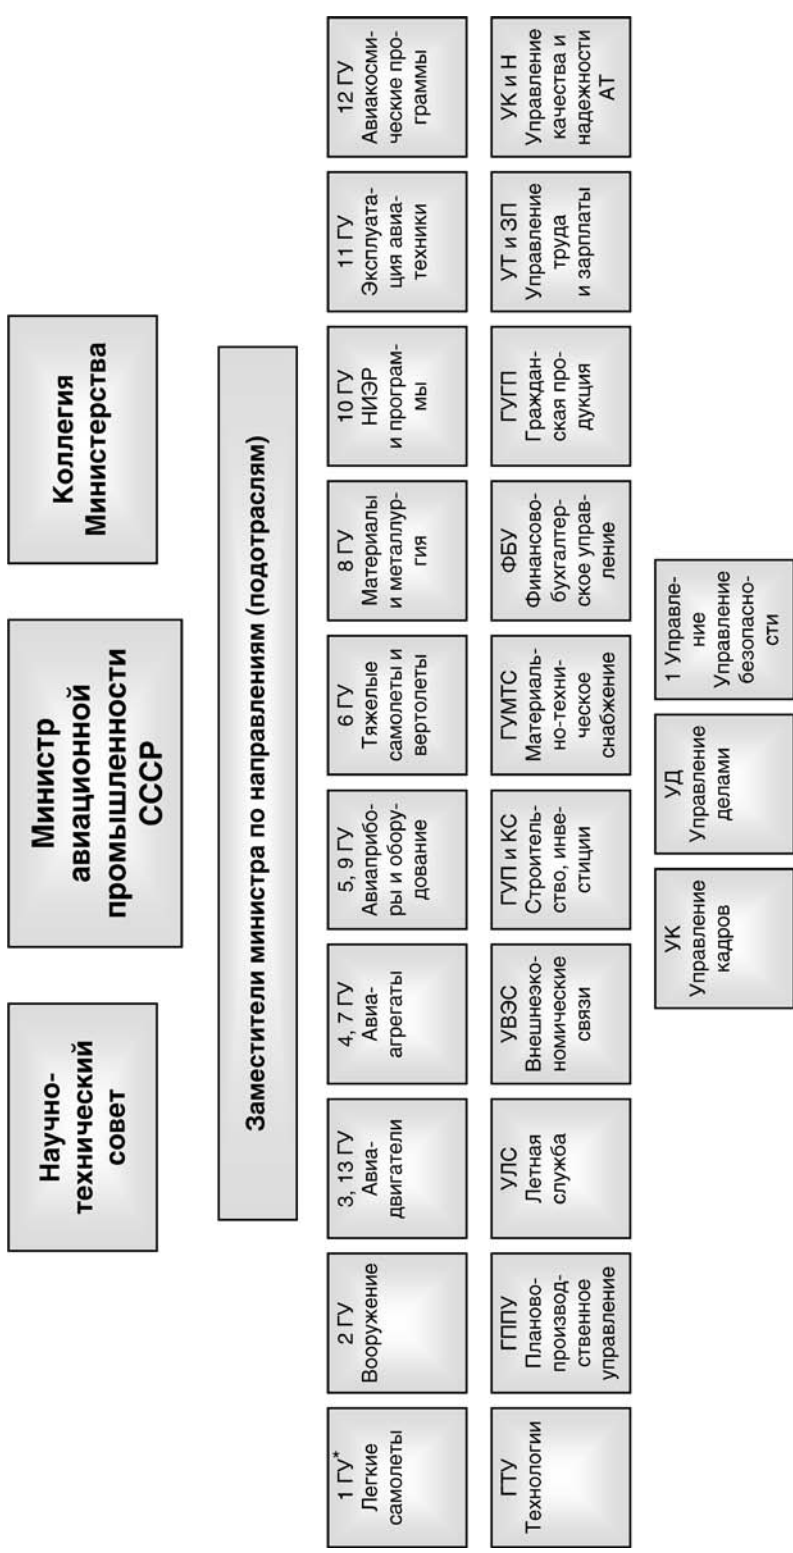 Научно-
технический
совет
Министр
авиационной
промышленности
СССР
Коллегия
Министерства
Заместители министра по направлениям (подотраслям)
1 ГУ*
Легкие
самолеты
2 ГУ
Вооружение
3, 13 ГУ
Авиа-
двигатели
4, 7 ГУ
Авиа-
агрегаты
5, 9 ГУ
Авиаприбо-
ры и обору-
дование
6 ГУ
Тяжелые
самолеты и
вертолеты
8 ГУ
Материалы
и металлур-
гия
10 ГУ
НИЭР
и програм-
мы
11 ГУ
Эксплуата-
ция авиа-
техники
12 ГУ
Авиакосми-
ческие про-
граммы
ГТУ
Технологии
ГППУ
Планово-
производ-
ственное
управление
УЛС
Летная
служба
УВЭС
Внешнеэко-
номические
связи
ГУП и КС
Строитель-
ство, инве-
стиции
ГУМТС
Материаль-
но-техни-
ческое
снабжение
ФБУ
Финансово-
бухгалтер-
ское управ-
ление
ГУГП
Граждан-
ская про-
дукция
УТ и ЗП
Управление
труда
и зарплаты
УК и Н
Управление
качества и
надежности
АТ
УК
Управление
кадров
УД
Управление
делами
1 Управле-
ние
Управление
безопасно-
сти